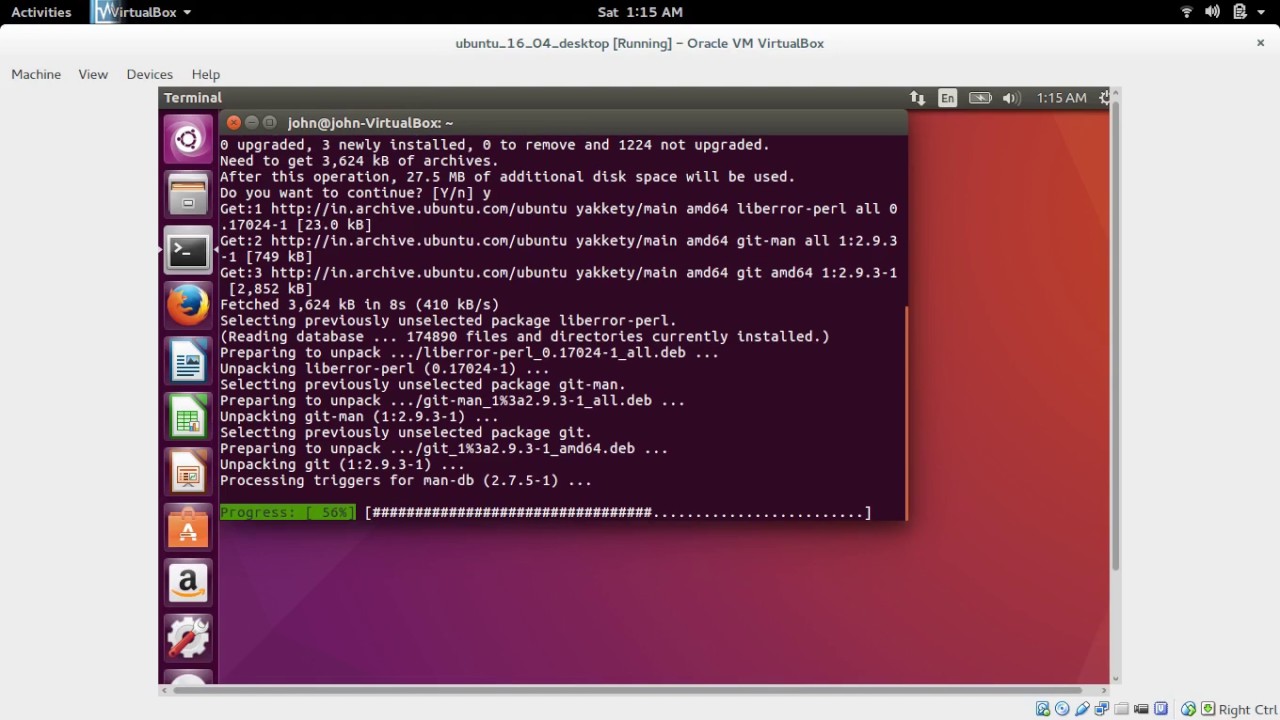 Activities VirtualBox Sat 1:15 AM
ubuntu_16_04_desktop [Running] – Oracle VM VirtualBox
Machine View Devices Help
Terminal En 1:15 AM
john@john-VirtualBox: ~
0 upgraded, 3 newly installed, 0 to remove and 1224 not upgraded.
Need to get 3,624 kB of archives.
After this operation, 27.5 MB of additional disk space will be used.
Do you want to continue? [Y/n] y
Get:1 http://in.archive.ubuntu.com/ubuntu yakkety/main amd64 liberror-perl all 0
.17024-1 [23.0 kB]
Get:2 http://in.archive.ubuntu.com/ubuntu yakkety/main amd64 git-man all 1:2.9.3
-1 [749 kB]
Get:3 http://in.archive.ubuntu.com/ubuntu yakkety/main amd64 git amd64 1:2.9.3-1
[2,852 kB]
Fetched 3,624 kB in 8s (410 kB/s)
Selecting previously unselected package liberror-perl.
(Reading database ... 174890 files and directories currently installed.)
Preparing to unpack .../liberror-perl_0.17024-1_all.deb ...
Unpacking liberror-perl (0.17024-1) ...
Selecting previously unselected package git-man.
Preparing to unpack .../git-man_1%3a2.9.3-1_all.deb ...
Unpacking git-man (1:2.9.3-1) ...
Selecting previously unselected package git.
Preparing to unpack .../git_1%3a2.9.3-1_amd64.deb ...
Unpacking git (1:2.9.3-1) ...
Processing triggers for man-db (2.7.5-1) ...
Progress: [ 56%] [#################################.........................]
Right Ctrl